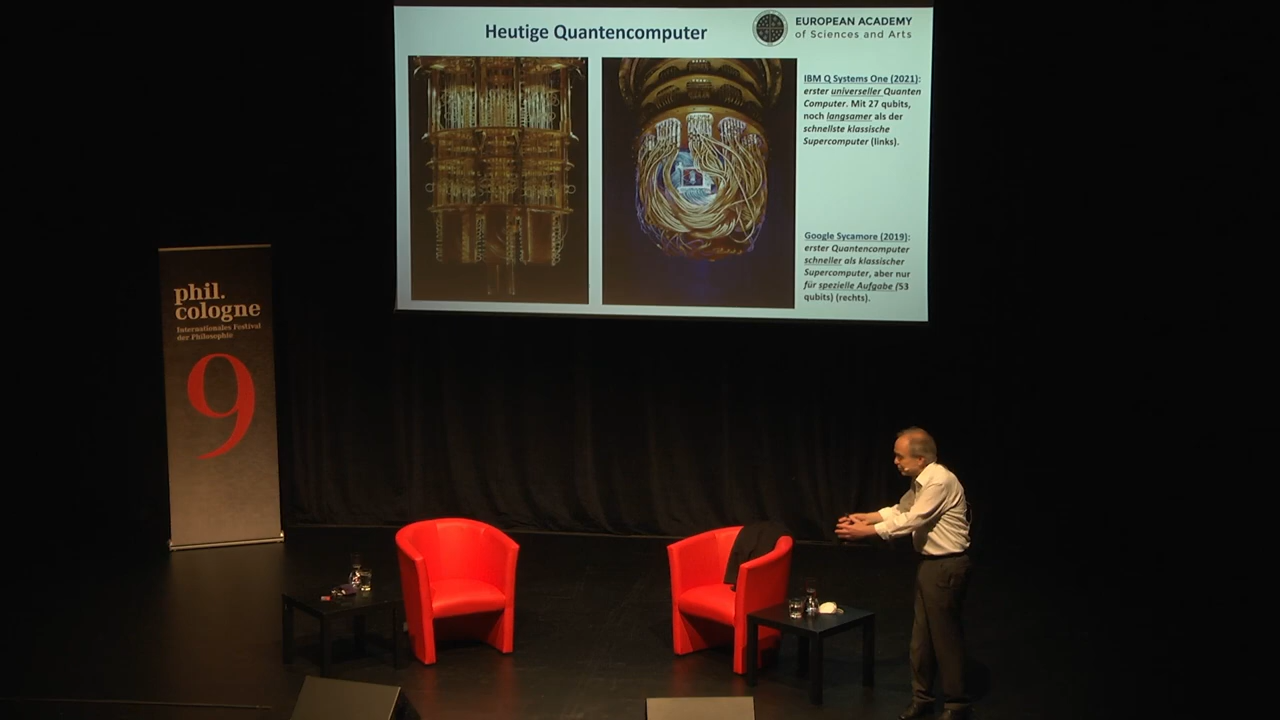 Heutige Quantencomputer
EUROPEAN ACADEMY
of Sciences and Arts
IBM Q Systems One (2021):
erster universeller Quanten
Computer. Mit 27 qubits,
noch langsamer als der
schnellste klassische
Supercomputer (links).
Google Sycamore (2019):
erster Quantencomputer
schneller als klassischer
Supercomputer, aber nur
für spezielle Aufgabe (53
qubits) (rechts).
phil.
cologne
Internationales Festival
der Philosophie
9